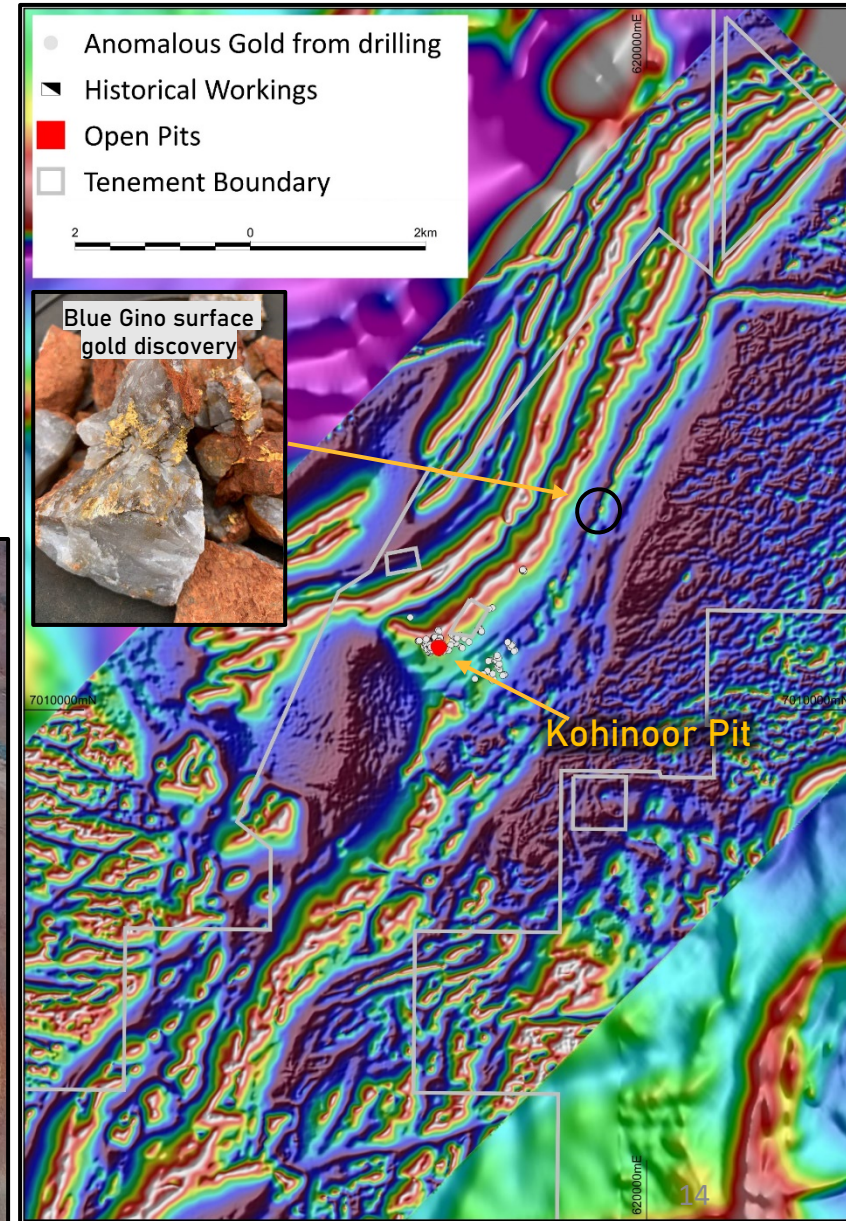 Anomalous Gold from drilling
Historical Workings
Open Pits
Tenement Boundary
2 0 2km
620000mE
Blue Gino surface
gold discovery
7010000mN
7010000mN
Kohinoor Pit
620000mE
14